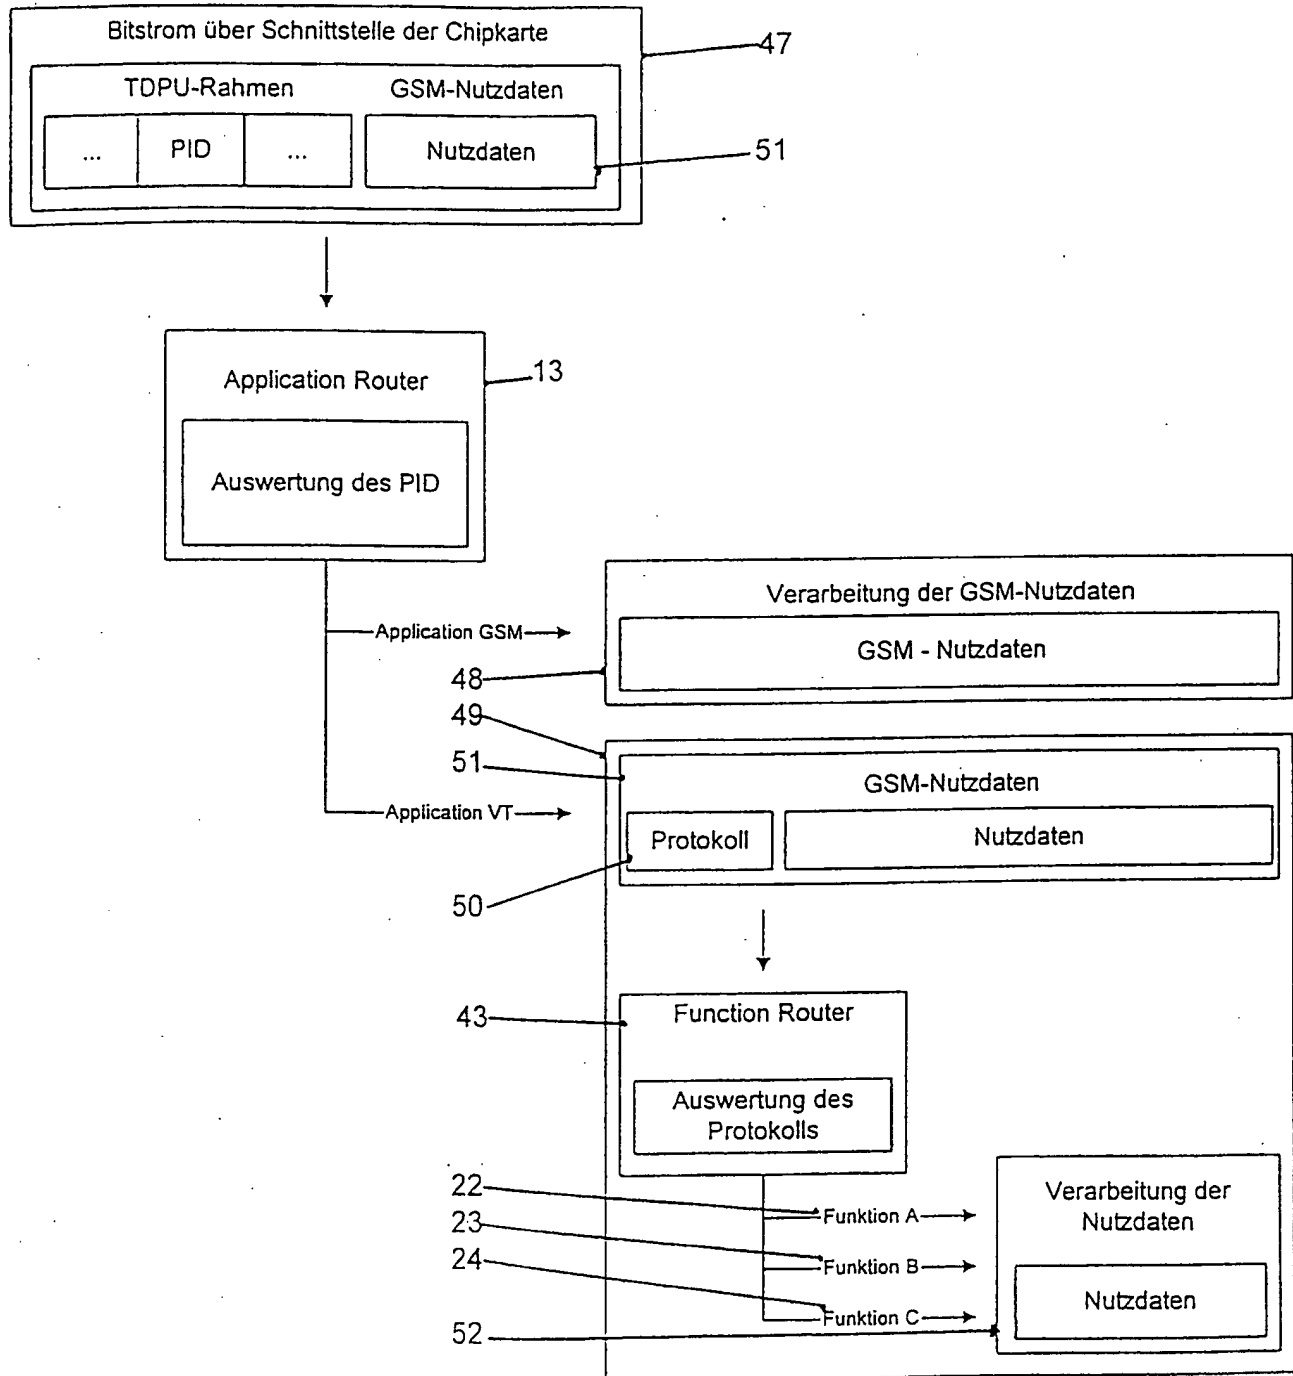 Bitstrom über Schnittstelle der Chipkarte
47
TDPU-Rahmen
GSM-Nutzdaten
...
PID
...
Nutzdaten
51
Application Router
13
Auswertung des PID
Verarbeitung der GSM-Nutzdaten
Application GSM
GSM - Nutzdaten
48
49
51
GSM-Nutzdaten
Application VT
Protokoll
Nutzdaten
50
43
Function Router
Auswertung des
Protokolls
22
Funktion A
23
Funktion B
24
Funktion C
52
Verarbeitung der
Nutzdaten
Nutzdaten